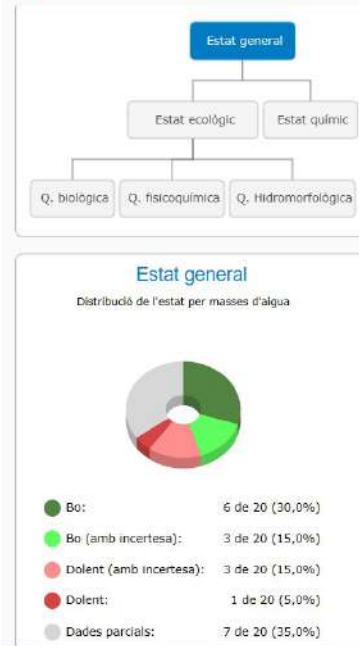 Estat general
Estat ecològic Estat químic
Q. biològica Q. fisicoquímica Q. Hidromorfològica
Estat general
Distribució de l'estat per masses d'aigua
Bo: 6 de 20 (30,0%)
Bo (amb incertesa): 3 de 20 (15,0%)
Dolent (amb incertesa): 3 de 20 (15,0%)
Dolent: 1 de 20 (5,0%)
Dades parcials: 7 de 20 (35,0%)